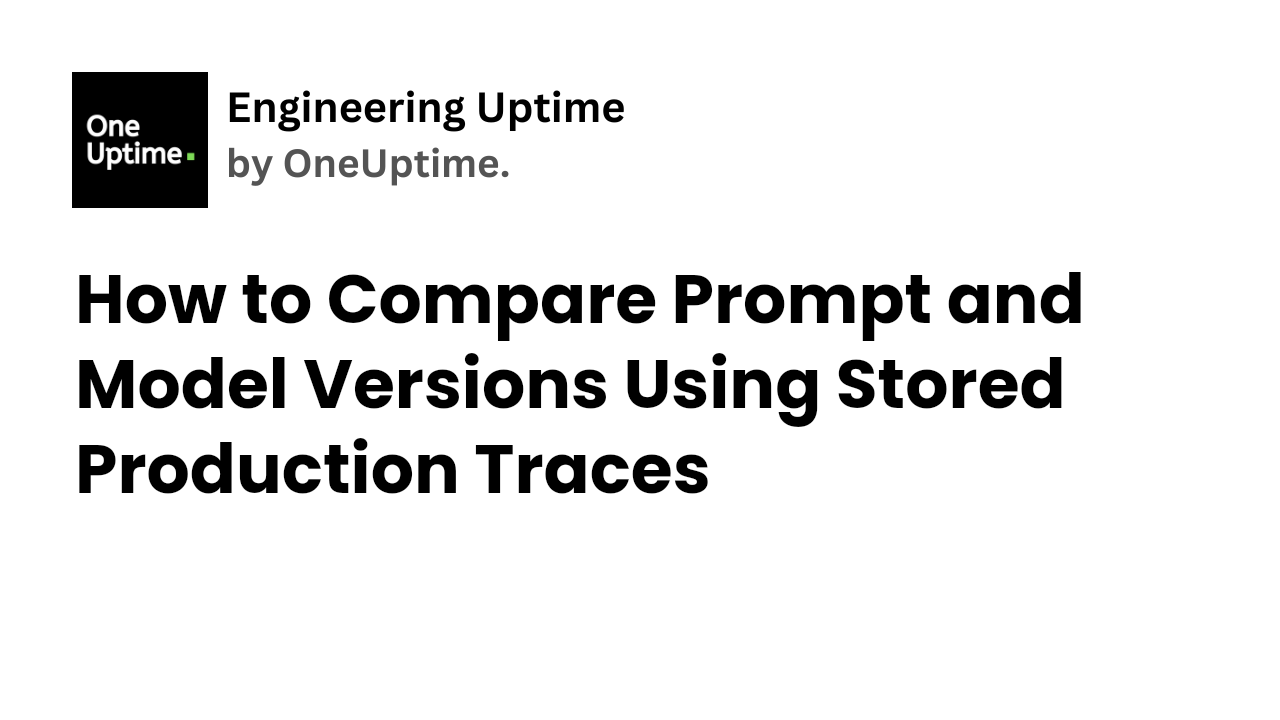 One
Uptime.
Engineering Uptime
by OneUptime.
How to Compare Prompt and
Model Versions Using Stored
Production Traces